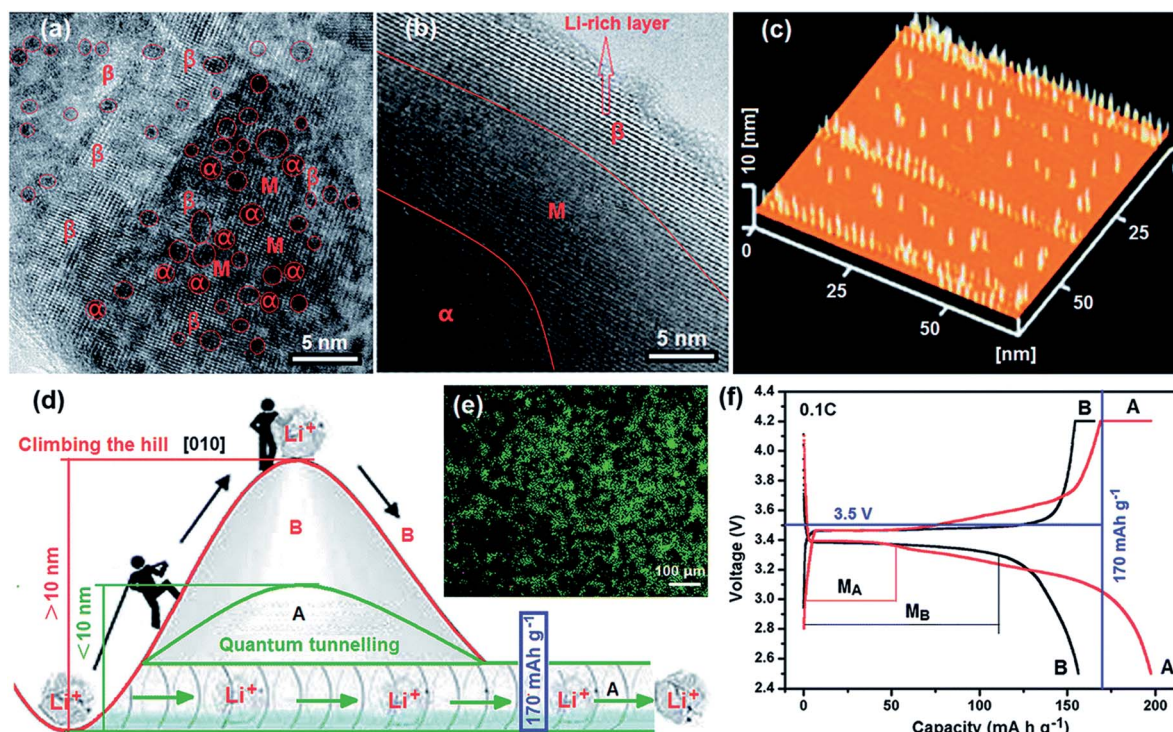 (a)
β
β
β
β
β
β
β
α
α
α
α
α
α
α
α
M
M
M
5 nm
(b)
Li-rich layer
β
M
α
5 nm
(c)
10 [nm]
0
25
50
[nm]
50
25
(d)
Climbing the hill [010]
Li⁺
B
B
>10 nm
<10 nm
A
Quantum tunnelling
Li⁺
Li⁺
Li⁺
170 mAh g⁻¹
Li⁺
A
Li⁺
(e)
100 µm
(f)
0.1C
B
A
3.5 V
170 mAh g⁻¹
M_A
M_B
B
A
Voltage (V)
4.4
4.2
4.0
3.8
3.6
3.4
3.2
3.0
2.8
2.6
2.4
0
50
100
150
200
Capacity (mA h g⁻¹)